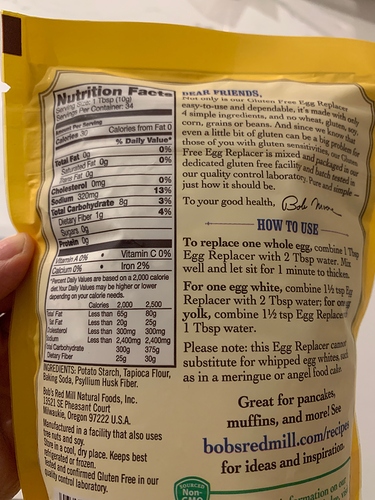 Nutrition Facts
Serving Size: 1 Tbsp (10g)
Servings Per Container: 34
Amount Per Serving
Calories 30 Calories from Fat 0
% Daily Value*
Total Fat 0g 0%
Saturated Fat 0g 0%
Trans Fat 0g
Cholesterol 0mg 0%
Sodium 320mg 13%
Total Carbohydrate 8g 3%
Dietary Fiber 1g 4%
Sugars 0g
Protein 0g
Vitamin A 0% • Vitamin C 0%
Calcium 0% • Iron 2%
*Percent Daily Values are based on a 2,000 calorie
diet. Your Daily Values may be higher or lower
depending on your calorie needs.
Calories 2,000 2,500
Total Fat Less than 65g 80g
Sat Fat Less than 20g 25g
Cholesterol Less than 300mg 300mg
Sodium Less than 2,400mg 2,400mg
Total Carbohydrate 300g 375g
Dietary Fiber 25g 30g
INGREDIENTS: Potato Starch, Tapioca Flour,
Baking Soda, Psyllium Husk Fiber.
Bob's Red Mill Natural Foods, Inc.
13521 SE Pheasant Court
Milwaukie, Oregon 97222 U.S.A.
Manufactured in a facility that also uses
tree nuts and soy.
Store in a cool, dry place. Keeps best
refrigerated or frozen.
Tested and confirmed Gluten Free in our
quality control laboratory.
DEAR FRIENDS,
Not only is our Gluten Free Egg Replacer
easy-to-use and dependable, it's made with only
4 simple ingredients, and no wheat, gluten, soy,
corn, grains or beans. And since we know that
even a little bit of gluten can be a big problem for
those of you with gluten sensitivities, our Gluten
Free Egg Replacer is mixed and packaged in our
dedicated gluten free facility and batch tested in
our quality control laboratory. Pure and simple—
just how it should be.
To your good health, Bob Moore
HOW TO USE
To replace one whole egg, combine 1 Tbsp
Egg Replacer with 2 Tbsp water. Mix
well and let sit for 1 minute to thicken.
For one egg white, combine 1½ tsp Egg
Replacer with 2 Tbsp water; for one
yolk, combine 1½ tsp Egg Replacer
1 Tbsp water.
Please note: this Egg Replacer cannot
substitute for whipped egg whites, such
as in a meringue or angel food cake.
Great for pancakes,
muffins, and more! See
bobsredmill.com/recipes
for ideas and inspiration.
SOURCED
Non-
GMO
information on our